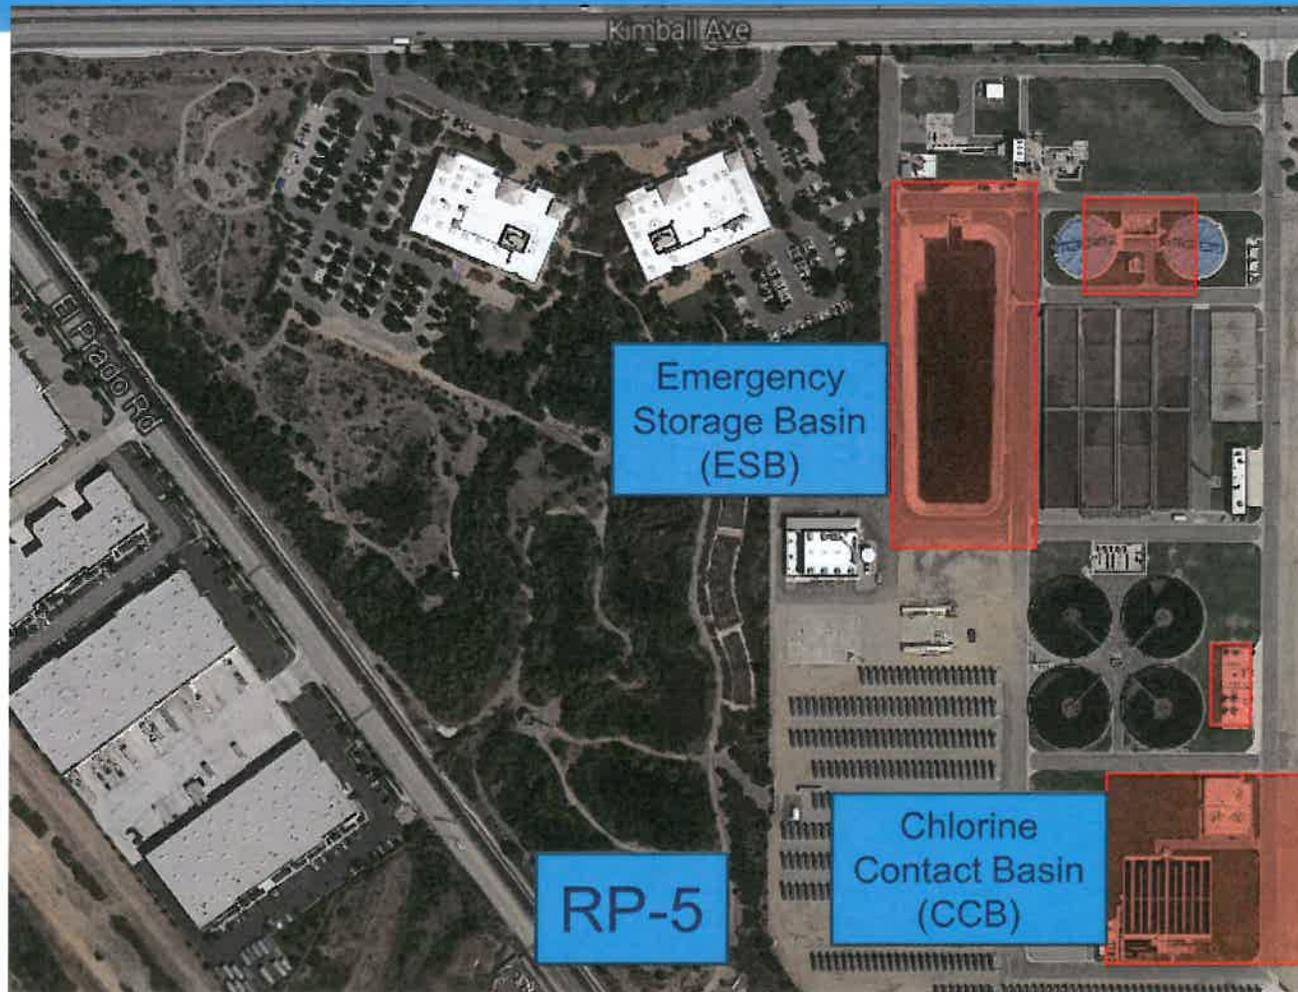 Kimball Ave
El Prado Rd
Emergency
Storage Basin
(ESB)
Chlorine
Contact Basin
(CCB)
RP-5